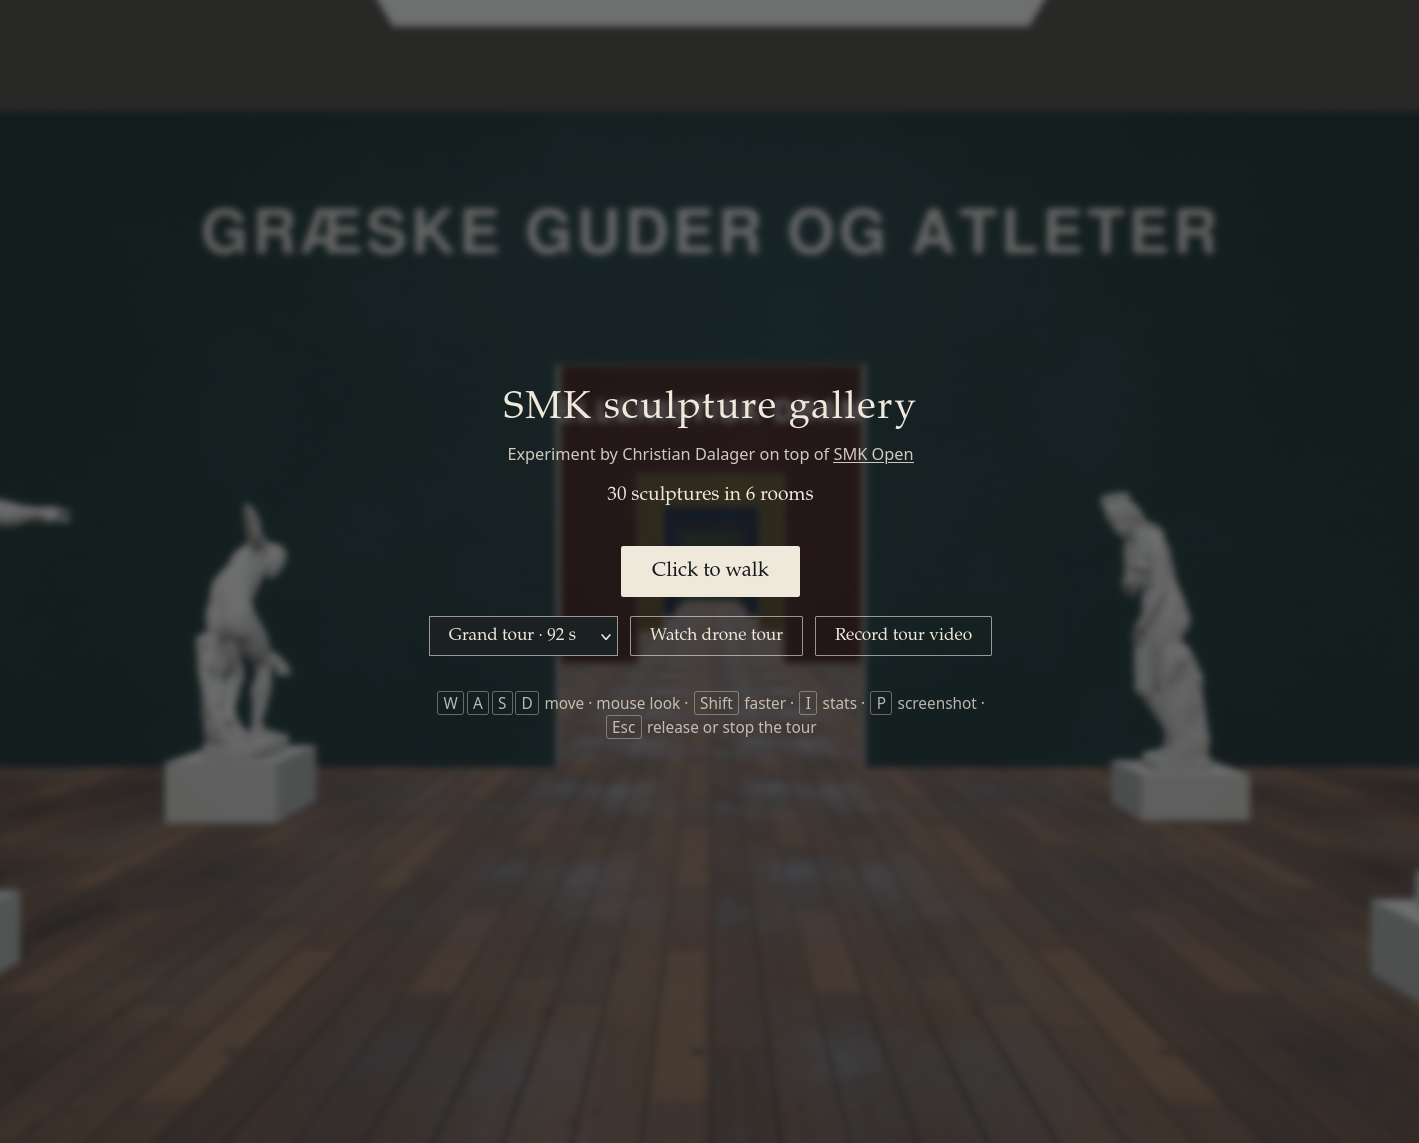 GRÆSKE GUDER OG ATLETER
SMK sculpture gallery
Experiment by Christian Dalager on top of SMK Open
30 sculptures in 6 rooms
Click to walk
Grand tour · 92 s
Watch drone tour
Record tour video
W A S D move · mouse look · Shift faster · I stats · P screenshot ·
Esc release or stop the tour